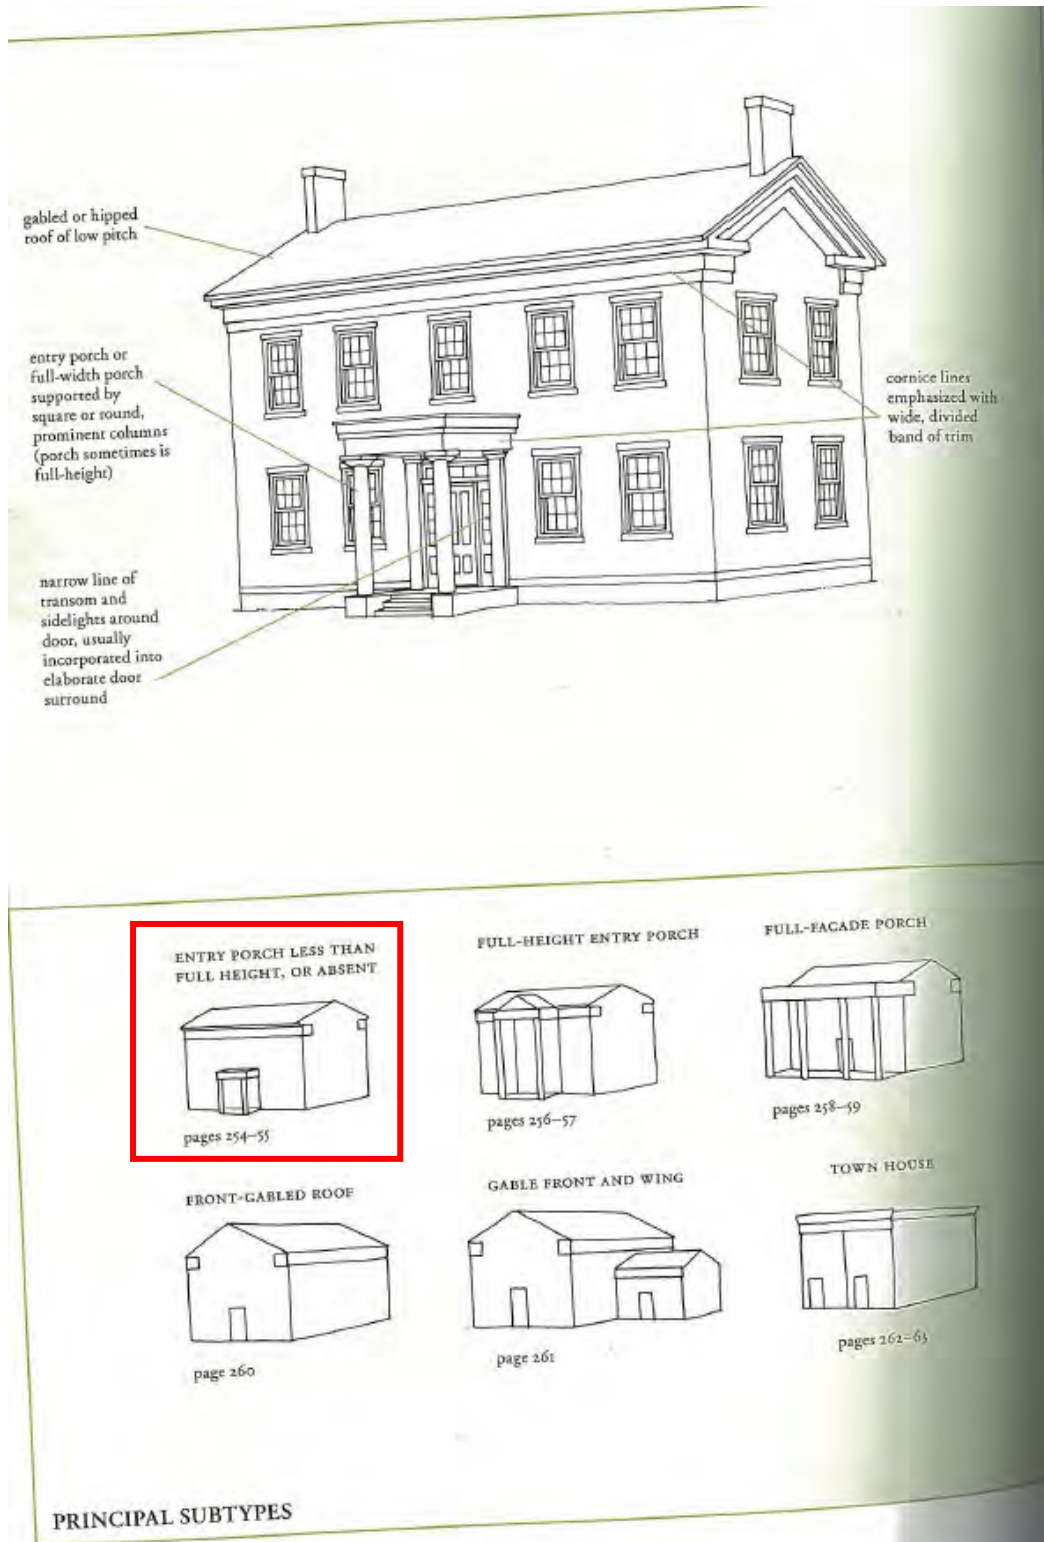 gabled or hipped
roof of low pitch
entry porch or
full-width porch
supported by
square or round,
prominent columns
(porch sometimes is
full-height)
cornice lines
emphasized with
wide, divided
band of trim
narrow line of
transom and
sidelights around
door, usually
incorporated into
elaborate door
surround
ENTRY PORCH LESS THAN
FULL HEIGHT, OR ABSENT
pages 254–55
FULL-HEIGHT ENTRY PORCH
pages 256–57
FULL-FACADE PORCH
pages 258–59
FRONT-GABLED ROOF
page 260
GABLE FRONT AND WING
page 261
TOWN HOUSE
pages 262–63
PRINCIPAL SUBTYPES